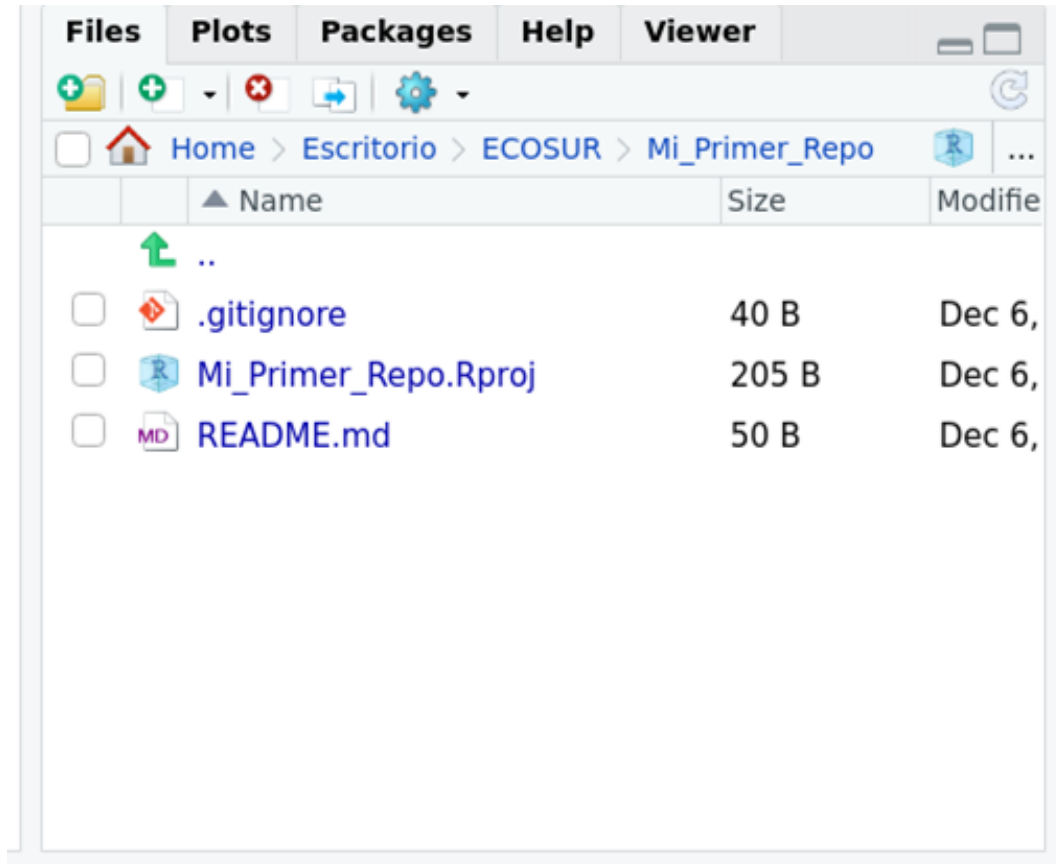 Files Plots Packages Help Viewer
Home > Escritorio > ECOSUR > Mi_Primer_Repo R ...
Name Size Modifie
..
.gitignore 40 B Dec 6,
R Mi_Primer_Repo.Rproj 205 B Dec 6,
MD README.md 50 B Dec 6,